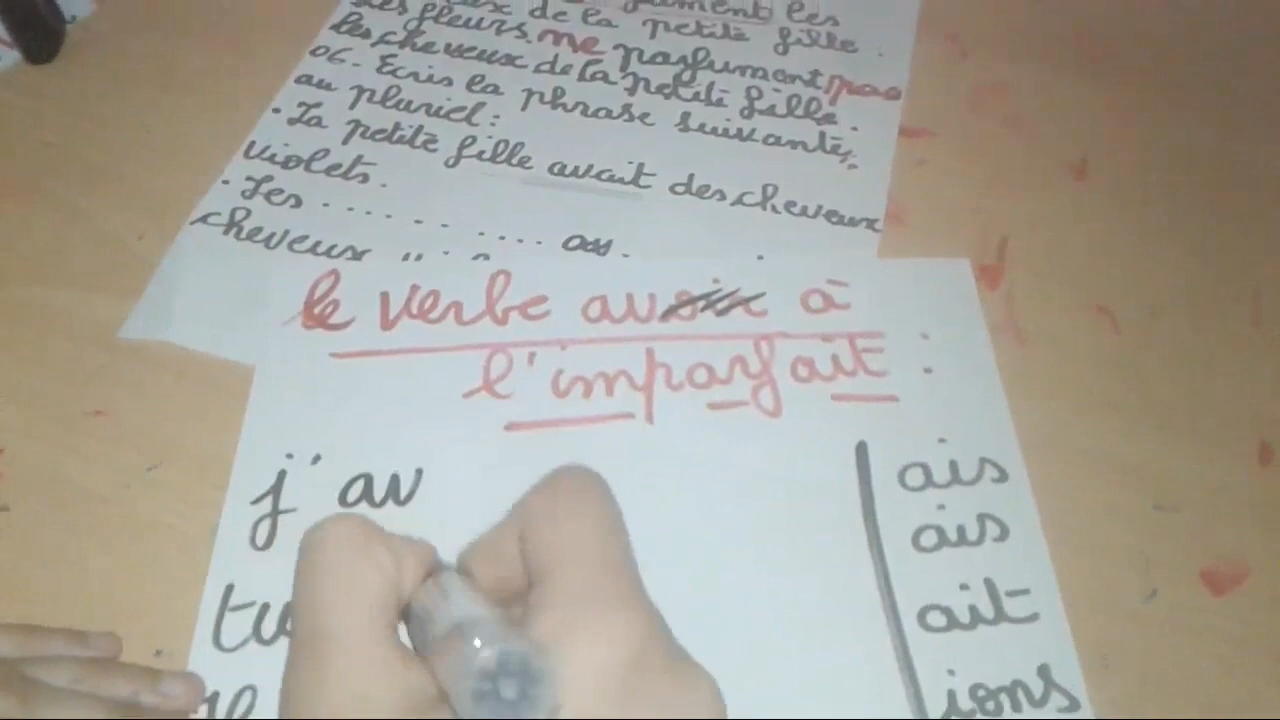 de la petite fille.
les fleurs ne parfument pas
les cheveux de la petite fille.
06. Ecris la phrase suivante,
au pluriel:
. La petite fille avait des cheveux
violets.
. Les ..............
cheveux
le verbe avoir à
l'imparfait :
j'av
ais
tu
ais
ait
ions